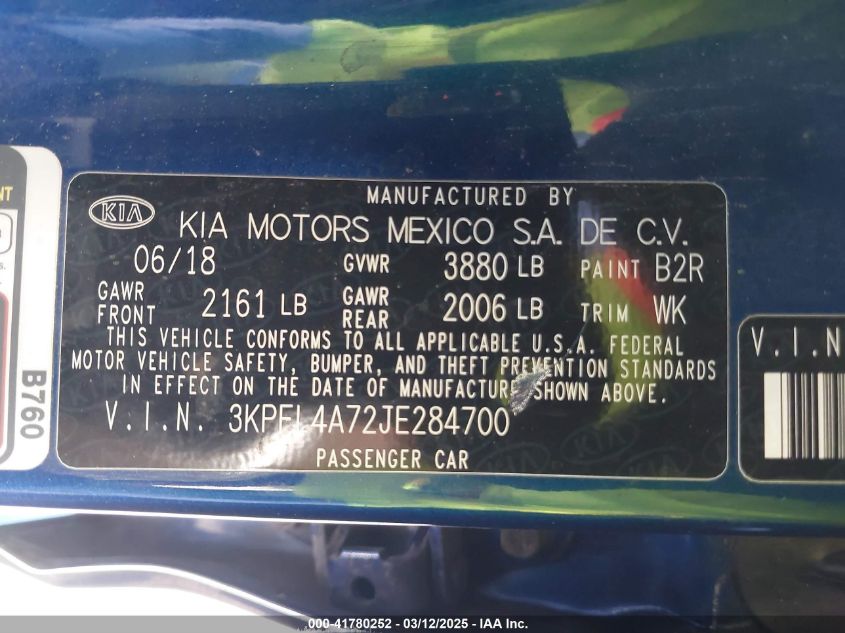 MANUFACTURED BY
KIA KIA MOTORS MEXICO S.A. DE C.V.
06/18 GVWR 3880 LB PAINT B2R
GAWR FRONT 2161 LB GAWR REAR 2006 LB TRIM WK
THIS VEHICLE CONFORMS TO ALL APPLICABLE U.S.A. FEDERAL
MOTOR VEHICLE SAFETY, BUMPER, AND THEFT PREVENTION STANDARDS
IN EFFECT ON THE DATE OF MANUFACTURE SHOWN ABOVE.
V.I.N. 3KPFL4A72JE284700
PASSENGER CAR
B760
V.I.N
000-41780252 - 03/12/2025 - IAA Inc.